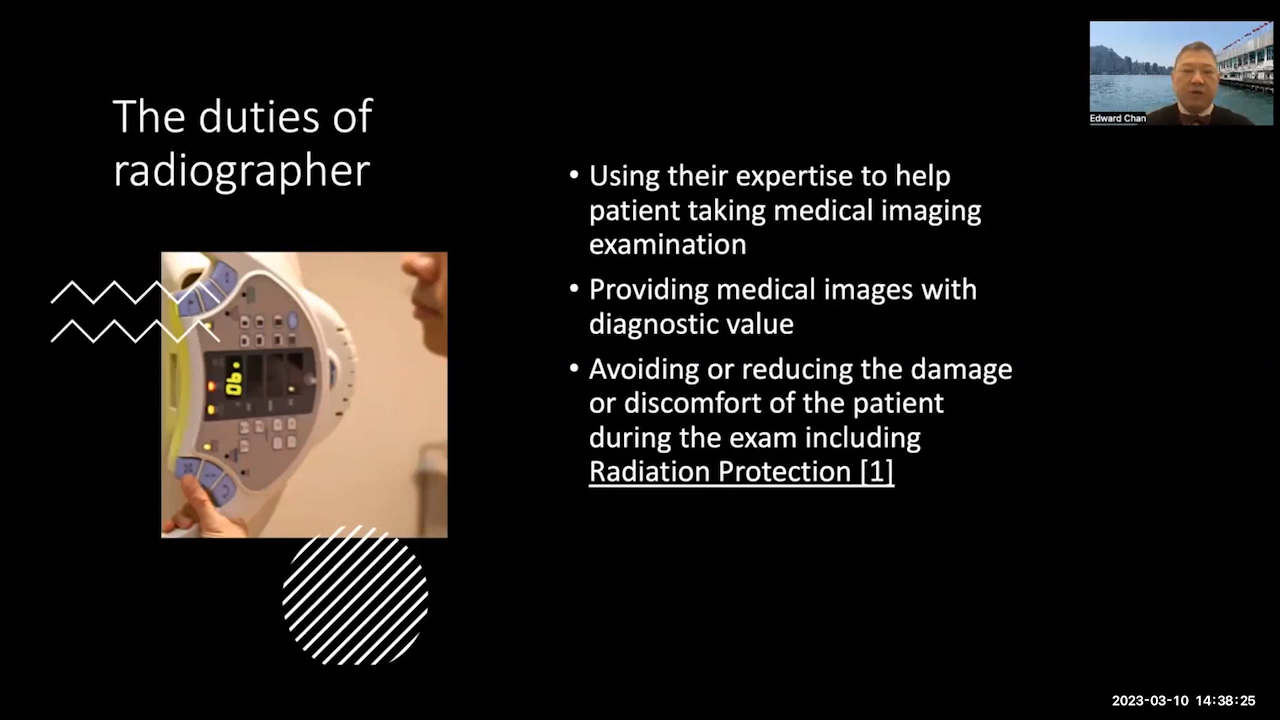 The duties of
radiographer
• Using their expertise to help
patient taking medical imaging
examination
• Providing medical images with
diagnostic value
• Avoiding or reducing the damage
or discomfort of the patient
during the exam including
Radiation Protection [1]
Edward Chan
2023-03-10 14:38:25